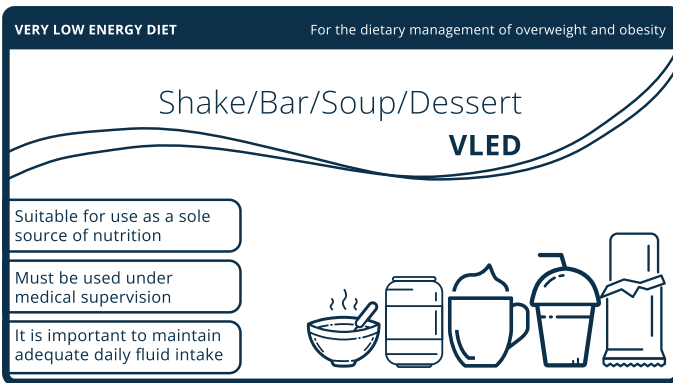 VERY LOW ENERGY DIET
For the dietary management of overweight and obesity
Shake/Bar/Soup/Dessert
VLED
Suitable for use as a sole
source of nutrition
Must be used under
medical supervision
It is important to maintain
adequate daily fluid intake